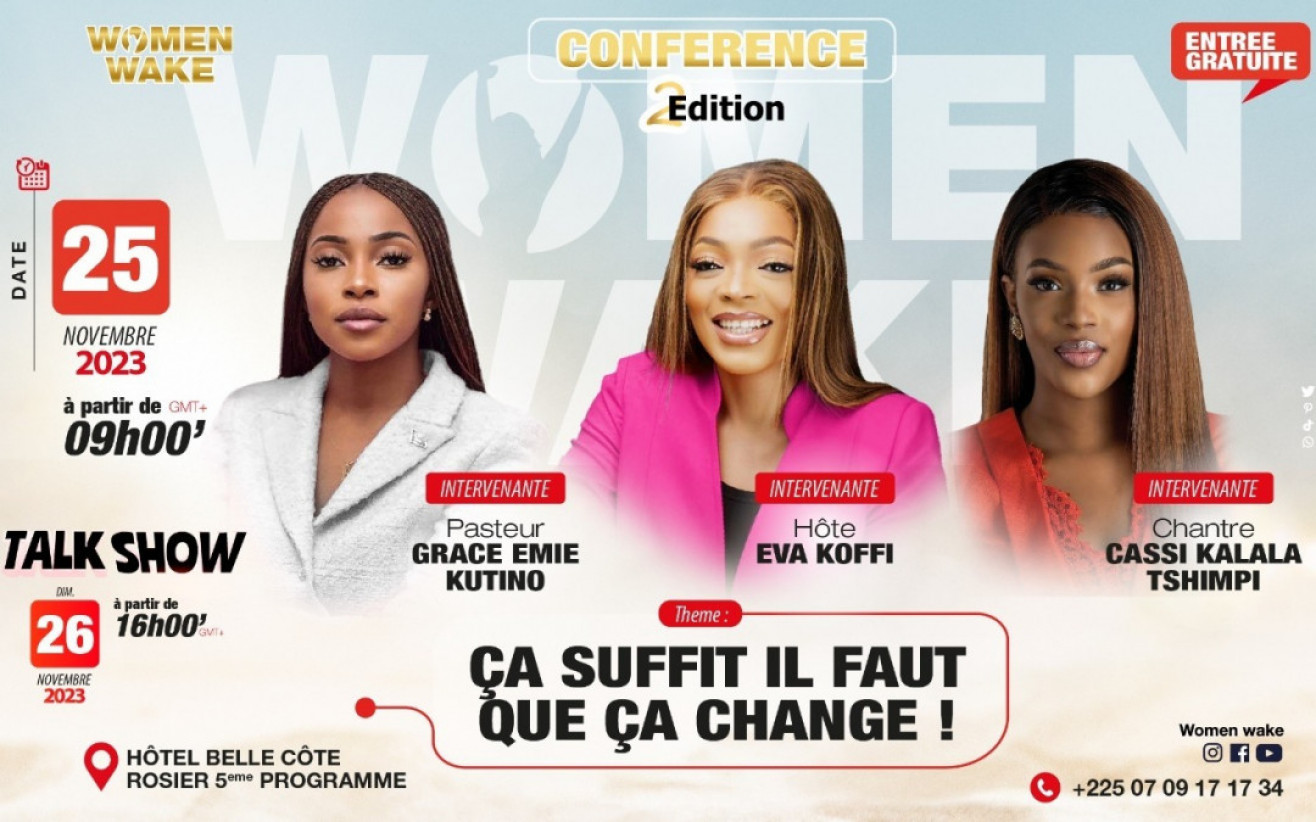 WOMEN
WAKE
CONFERENCE
2 Edition
ENTREE
GRATUITE
WOMEN
WAKE
DATE
25
NOVEMBRE
2023
à partir de GMT+
09h00'
TALK SHOW
DIM.
26
NOVEMBRE
2023
à partir de
16h00' GMT+
INTERVENANTE
Pasteur
GRACE EMIE
KUTINO
INTERVENANTE
Hôte
EVA KOFFI
INTERVENANTE
Chantre
CASSI KALALA
TSHIMPI
Theme :
ÇA SUFFIT IL FAUT
QUE ÇA CHANGE !
HÔTEL BELLE CÔTE
ROSIER 5eme PROGRAMME
Women wake
+225 07 09 17 17 34